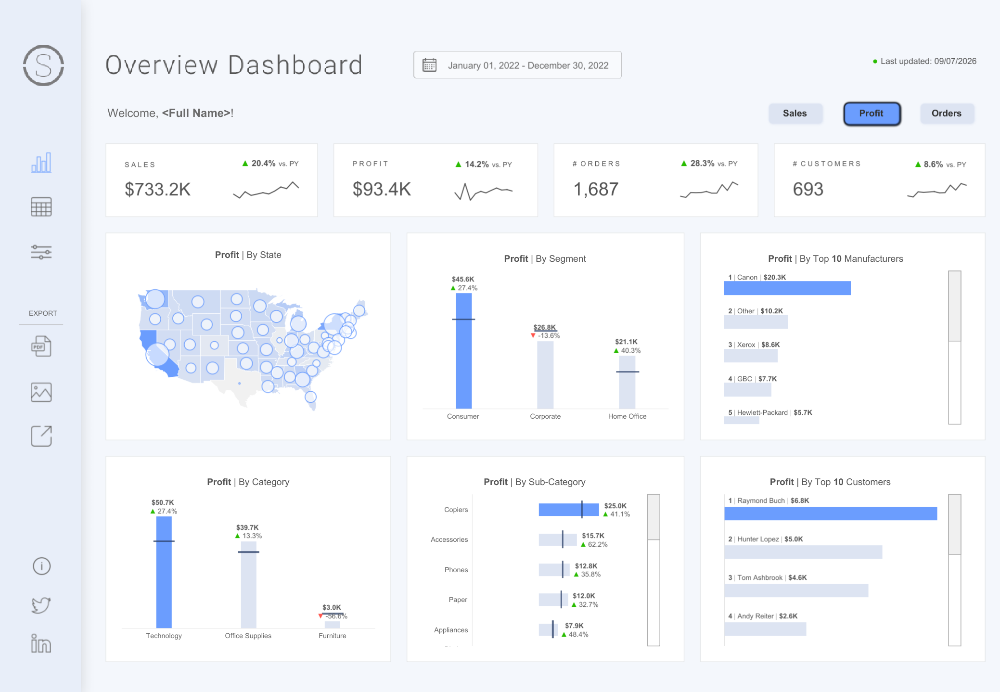 S
Overview Dashboard
January 01, 2022 - December 30, 2022
● Last updated: 09/07/2026
Welcome, <Full Name>!
Sales
Profit
Orders
SALES
▲ 20.4% vs. PY
$733.2K
PROFIT
▲ 14.2% vs. PY
$93.4K
# ORDERS
▲ 28.3% vs. PY
1,687
# CUSTOMERS
▲ 8.6% vs. PY
693
EXPORT
PDF
Profit | By State
Profit | By Segment
$45.6K
▲ 27.4%
$26.8K
▼ -13.6%
$21.1K
▲ 40.3%
Consumer
Corporate
Home Office
Profit | By Top 10 Manufacturers
1 | Canon | $20.3K
2 | Other | $10.2K
3 | Xerox | $8.6K
4 | GBC | $7.7K
5 | Hewlett-Packard | $5.7K
Profit | By Category
$50.7K
▲ 27.4%
$39.7K
▲ 13.3%
$3.0K
▼ -56.6%
Technology
Office Supplies
Furniture
Profit | By Sub-Category
Copiers
$25.0K
▲ 41.1%
Accessories
$15.7K
▲ 62.2%
Phones
$12.8K
▲ 35.8%
Paper
$12.0K
▲ 32.7%
Appliances
$7.9K
▲ 48.4%
Profit | By Top 10 Customers
1 | Raymond Buch | $6.8K
2 | Hunter Lopez | $5.0K
3 | Tom Ashbrook | $4.6K
4 | Andy Reiter | $2.6K
i
in